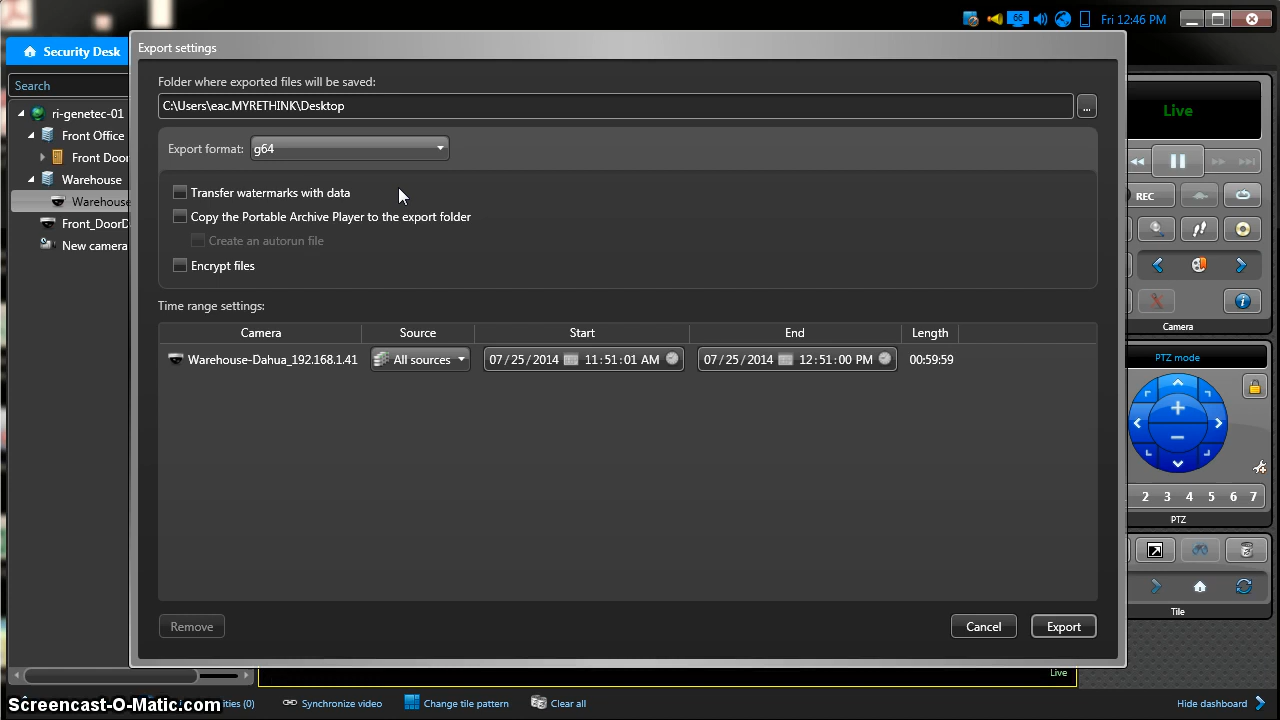 66
Fri 12:46 PM
Security Desk
Export settings
Search
Folder where exported files will be saved:
C:\Users\eac.MYRETHINK\Desktop
...
ri-genetec-01
Front Office
Front Door
Warehouse
Warehouse
Front_DoorD
New camera
Export format:
g64
Transfer watermarks with data
Copy the Portable Archive Player to the export folder
Create an autorun file
Encrypt files
Time range settings:
Camera Source Start End Length
Warehouse-Dahua_192.168.1.41 All sources 07/25/2014 11:51:01 AM 07/25/2014 12:51:00 PM 00:59:59
Remove
Cancel
Export
Live
REC
Camera
PTZ mode
2 3 4 5 6 7
PTZ
Tile
Live
Screencast-O-Matic.com
ities (0)
Synchronize video
Change tile pattern
Clear all
Hide dashboard